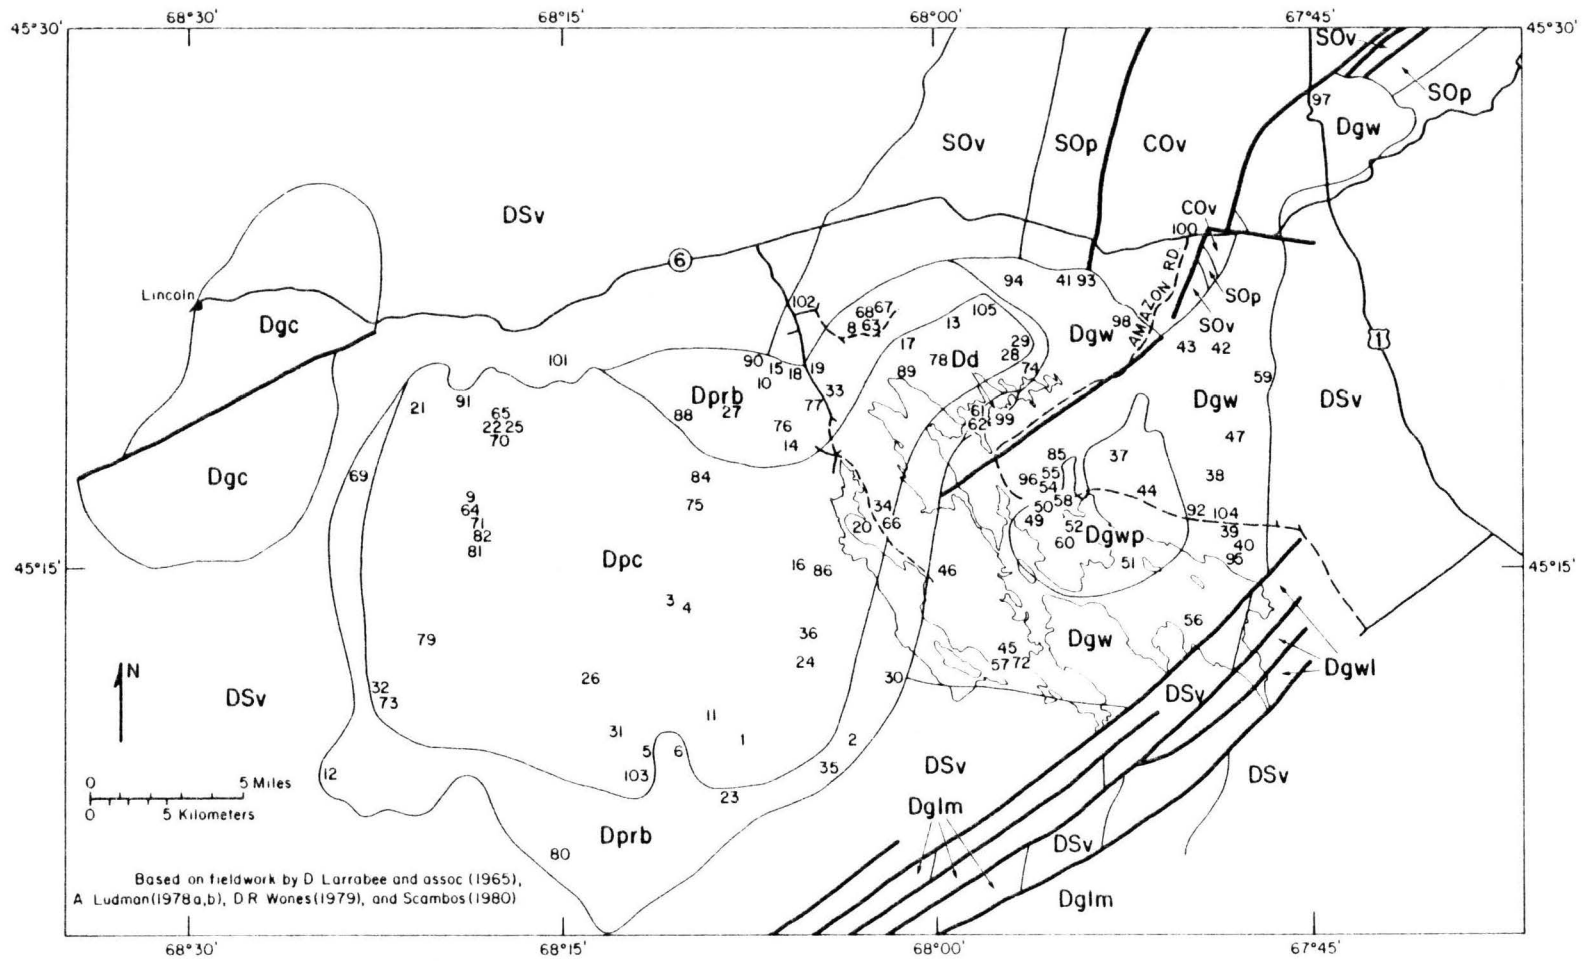 68°30' 68°15' 68°00' 67°45'
45°30' 45°30'
SOv
SOp
97
Dgw
SOv SOp COv
DSv
COv
100
6
AMAZON RD
Lincoln
94 41 93
SOp
102 68 67 105
Dgc
8 63 13 98 SOv
Dgw
1
17 29 43 42
101 90 15 18 19 78 Dd 28
10 89 74 59
Dprb 33 Dgw DSv
21 91 27 77 61
65 88 62 99
22 25 76 47
70 14 85 37
Dgc 69 84 96 55 38
54 44
9 75 34 50 58 92 104
64 49
71 20 66 52 Dgwp 39
82 60 40
81 Dpc 51 95
45°15' 16 86 46 45°15'
3 4
56
79 36 45 Dgw
24 57 72 Dgwl
32 26 30
DSv 73 DSv
11
31 1 2
5 6
12 103 35 DSv DSv
23
0 5 Miles
0 5 Kilometers
Dglm
Dprb DSv
80
Based on fieldwork by D Larrabee and assoc (1965),
A Ludman(1978a,b), D R Wones(1979), and Scambos(1980)
Dglm
68°30' 68°15' 68°00' 67°45'